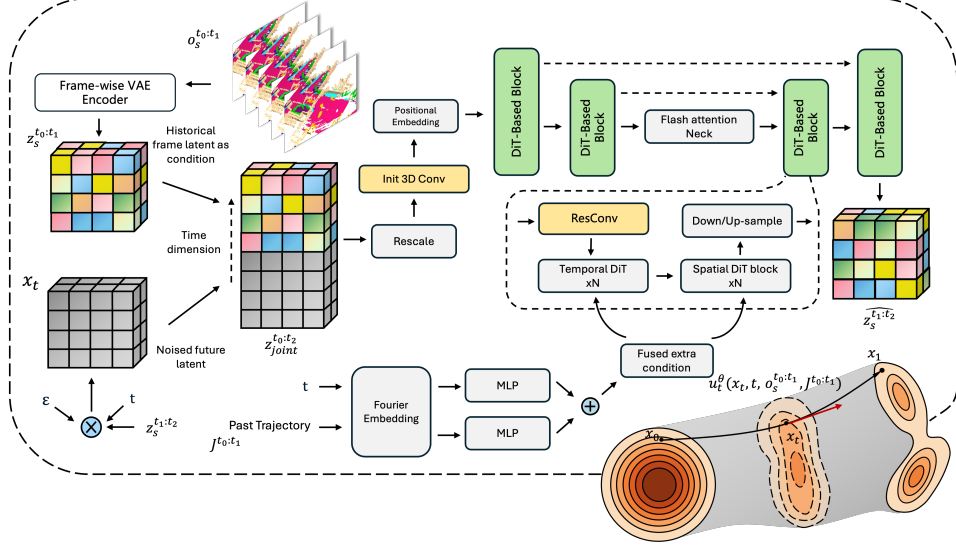 o_s^{t_0:t_1}
Frame-wise VAE
Encoder
z_s^{t_0:t_1}
Historical
frame latent as
condition
Time
dimension
x_t
Noised future
latent
ε
t
z_s^{t_1:t_2}
z_{joint}^{t_0:t_2}
Positional
Embedding
Init 3D Conv
Rescale
DiT-Based Block
DiT-Based
Block
Flash attention
Neck
DiT-Based
Block
DiT-Based Block
ResConv
Down/Up-sample
Temporal DiT
xN
Spatial DiT block
xN
\widehat{z_s^{t_1:t_2}}
Fused extra
condition
t
Past Trajectory
J^{t_0:t_1}
Fourier
Embedding
MLP
MLP
+
u_t^θ(x_t, t, o_s^{t_0:t_1}, J^{t_0:t_1})
x_0
x_t
x_1